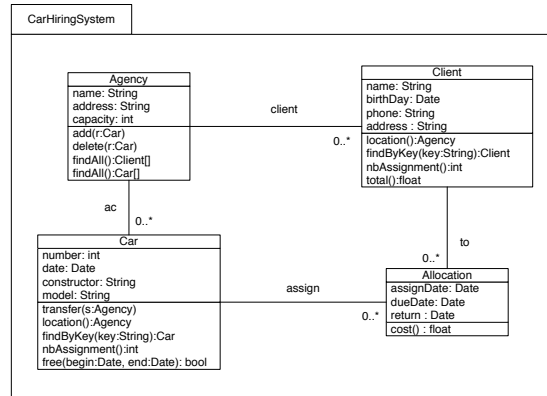 CarHiringSystem
Agency
name: String
address: String
capacity: int
add(r:Car)
delete(r:Car)
findAll():Client[]
findAll():Car[]
client
0..*
Client
name: String
birthDay: Date
phone: String
address : String
location():Agency
findByKey(key:String):Client
nbAssignment():int
total():float
ac
0..*
to
0..*
Car
number: int
date: Date
constructor: String
model: String
transfer(s:Agency)
location():Agency
findByKey(key:String):Car
nbAssignment():int
free(begin:Date, end:Date): bool
assign
0..*
Allocation
assignDate: Date
dueDate: Date
return : Date
cost() : float